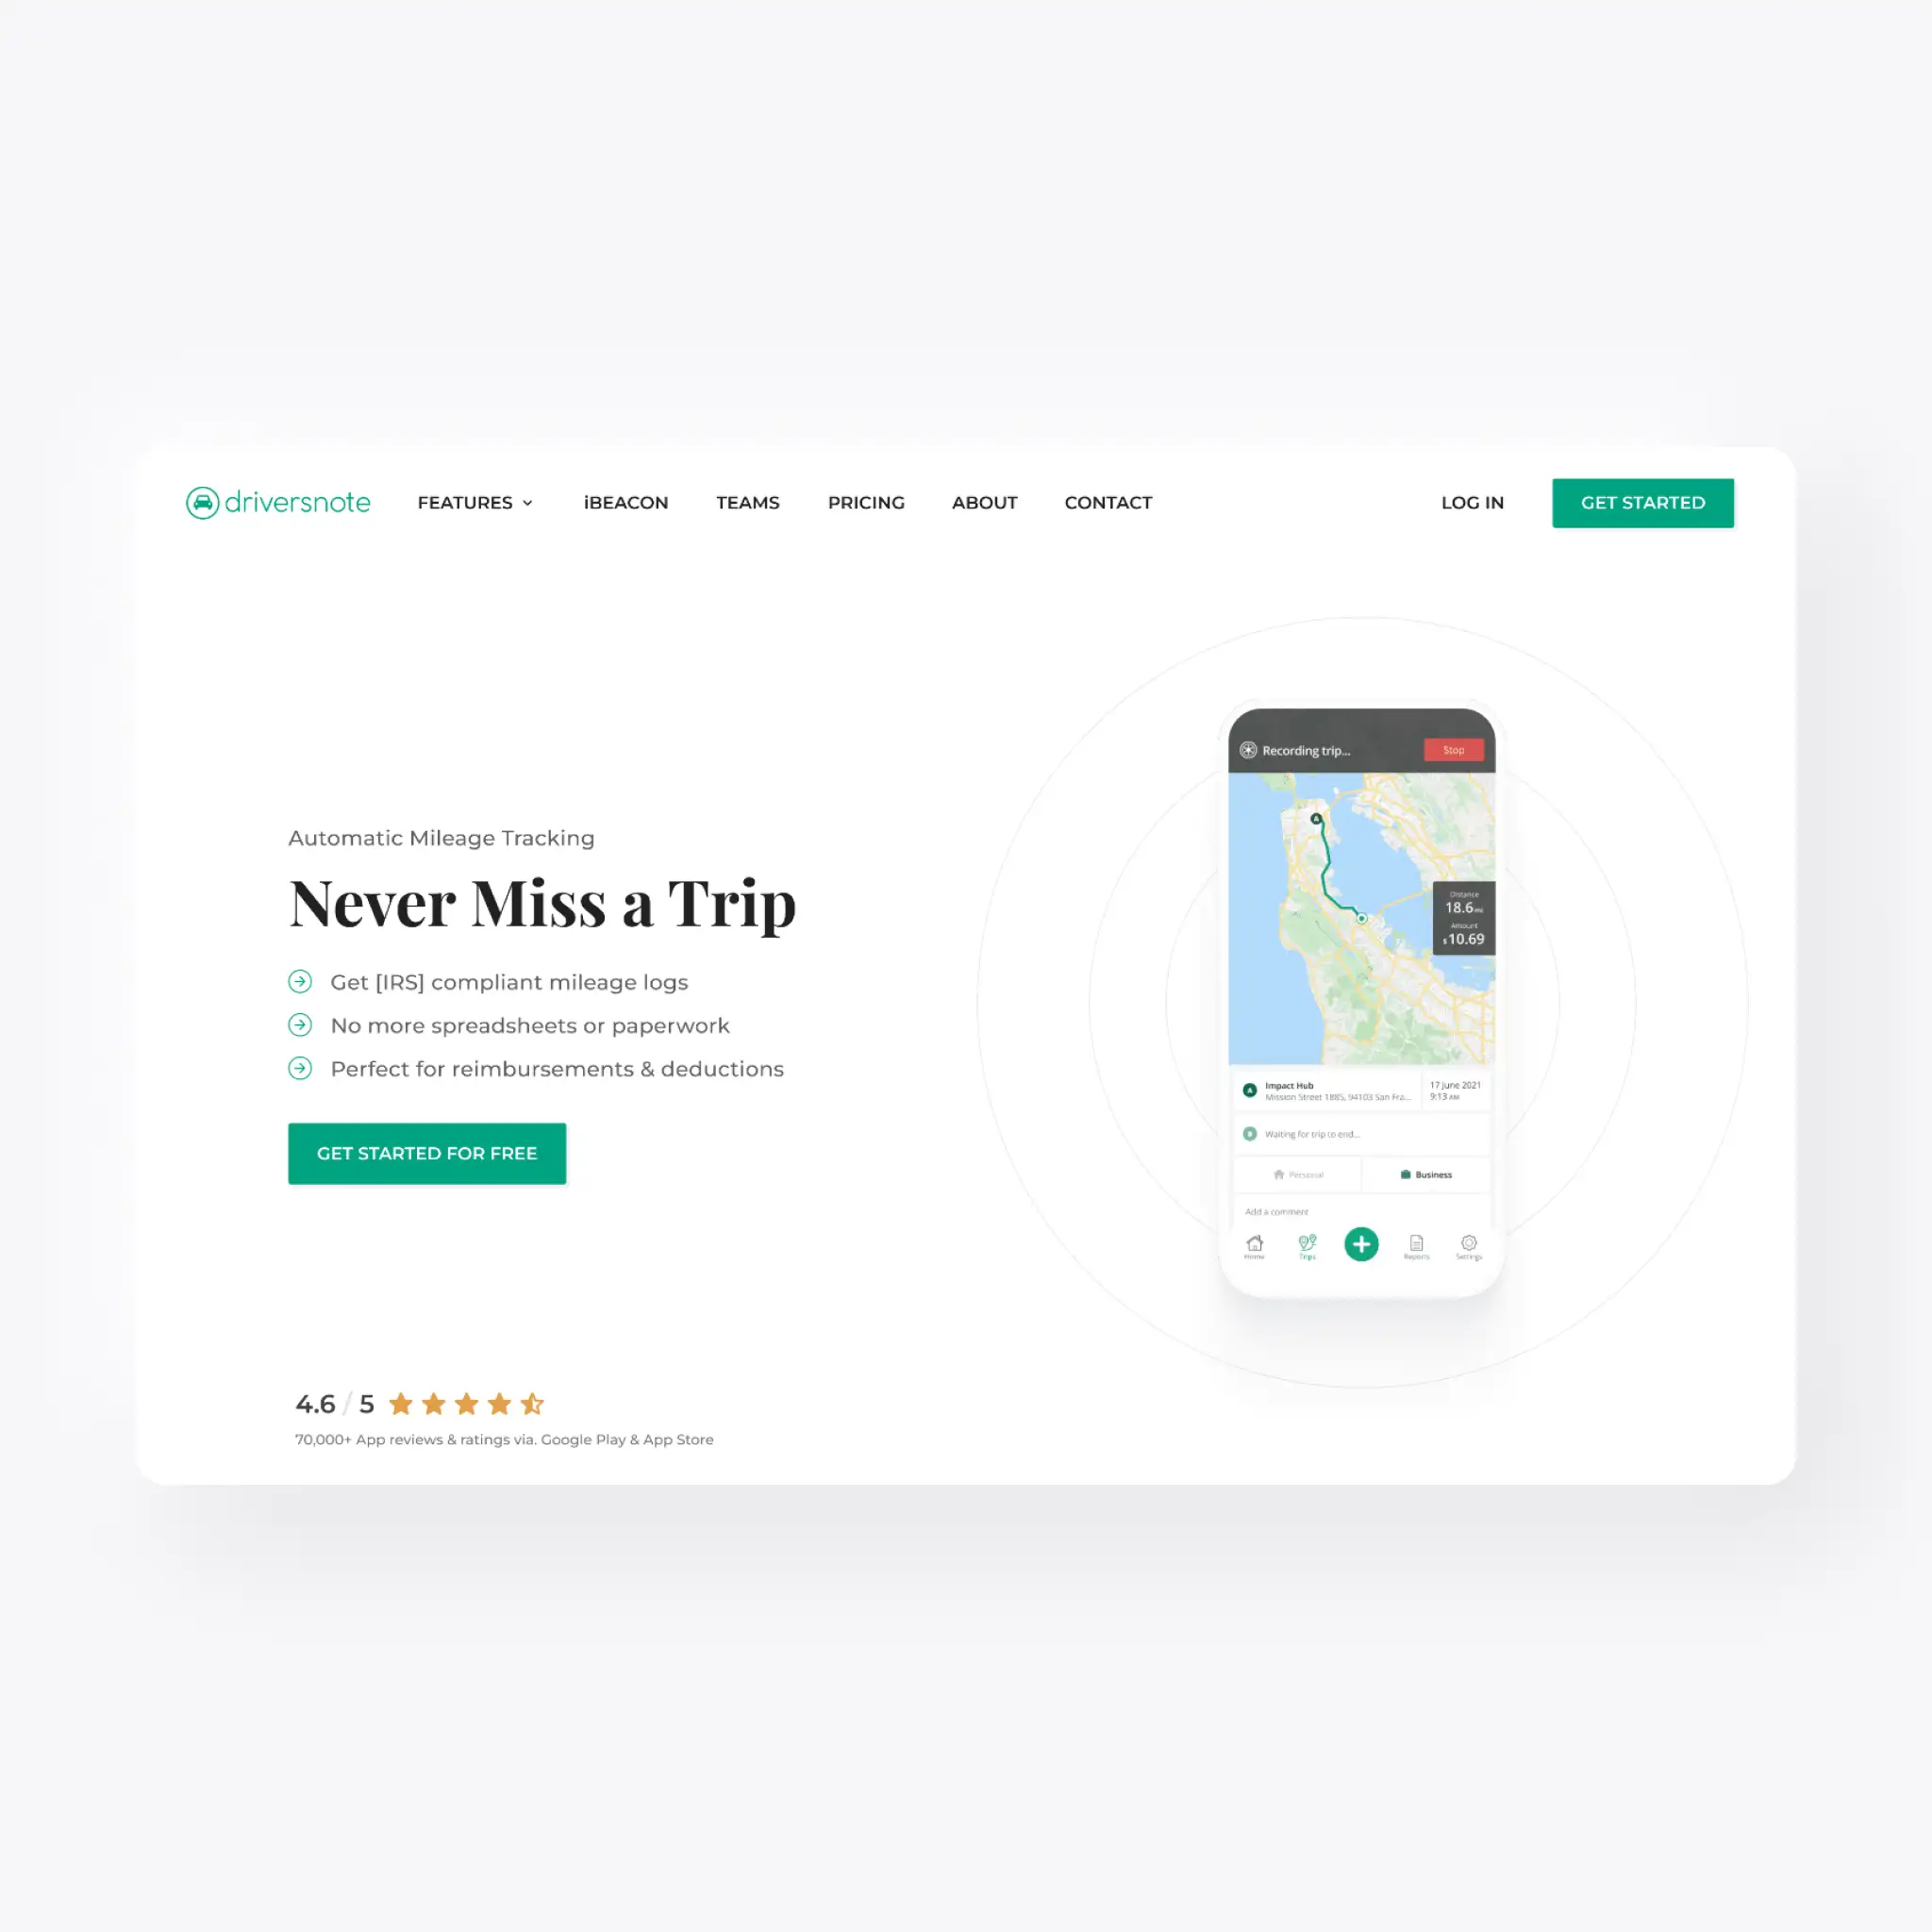 driversnote FEATURES iBEACON TEAMS PRICING ABOUT CONTACT LOG IN GET STARTED
Automatic Mileage Tracking
Never Miss a Trip
Get [IRS] compliant mileage logs
No more spreadsheets or paperwork
Perfect for reimbursements & deductions
GET STARTED FOR FREE
4.6 / 5
70,000+ App reviews & ratings via. Google Play & App Store
Recording trip... Stop
A
Distance
18.6 mi
Amount
$10.69
A Impact Hub 17 June 2021
Mission Street 1885, 94103 San Fra... 9:13 AM
B Waiting for trip to end...
Personal Business
Add a comment
Home Trips Reports Settings